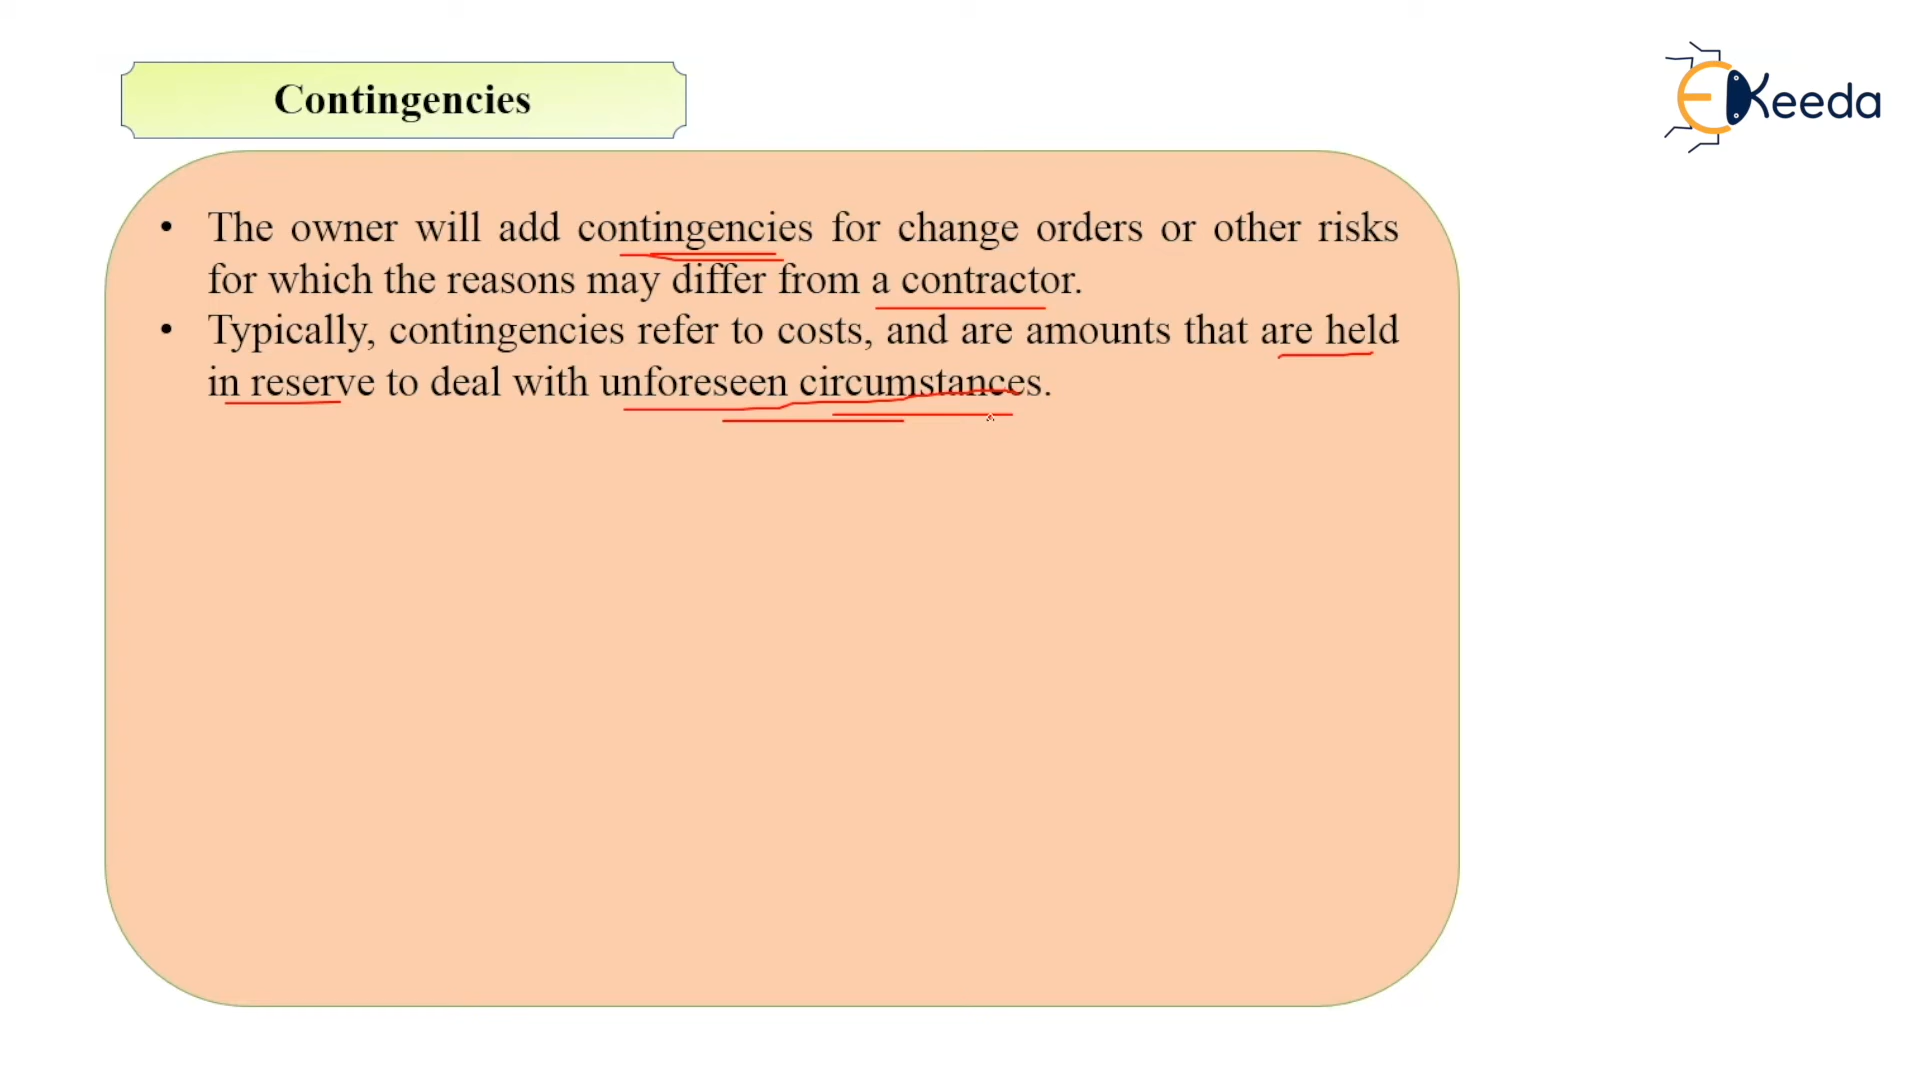 Contingencies
EKeeda
• The owner will add contingencies for change orders or other risks
for which the reasons may differ from a contractor.
• Typically, contingencies refer to costs, and are amounts that are held
in reserve to deal with unforeseen circumstances.